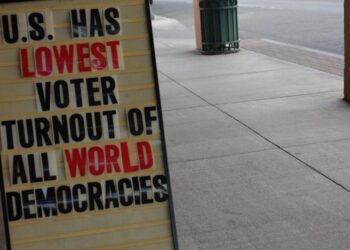 U.S. HAS
LOWEST
VOTER
TURNOUT OF
ALL WORLD
DEMOCRACIES